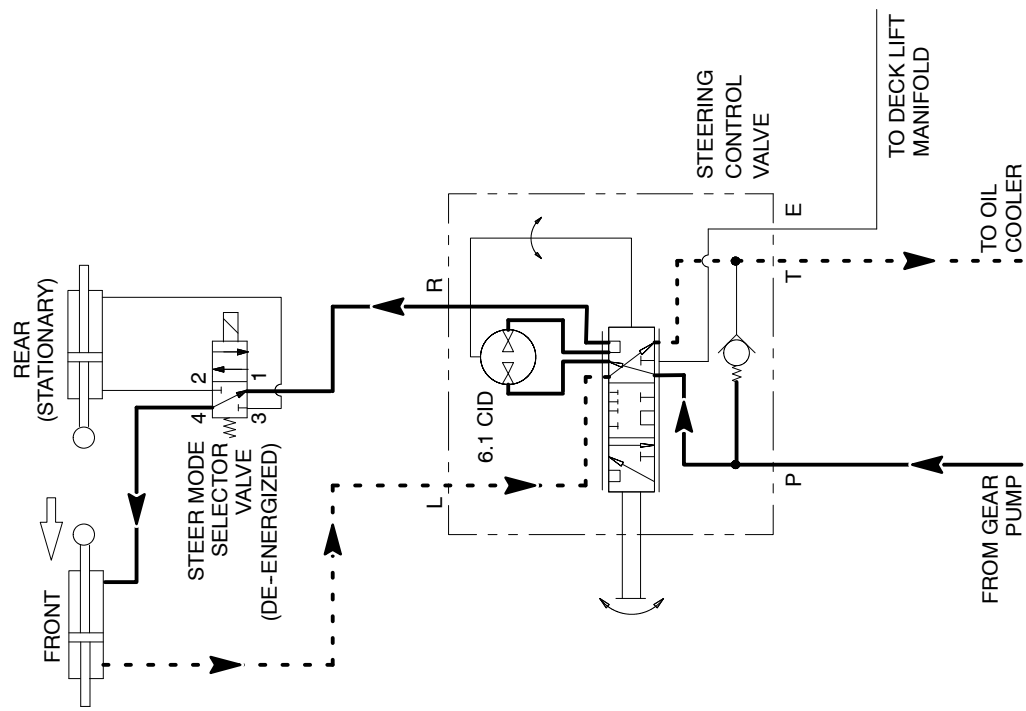 FRONT
REAR
(STATIONARY)
STEER MODE
SELECTOR
VALVE
(DE-ENERGIZED)
4
2
3
1
L
R
6.1 CID
STEERING
CONTROL
VALVE
P
T
E
FROM GEAR
PUMP
TO OIL
COOLER
TO DECK LIFT
MANIFOLD